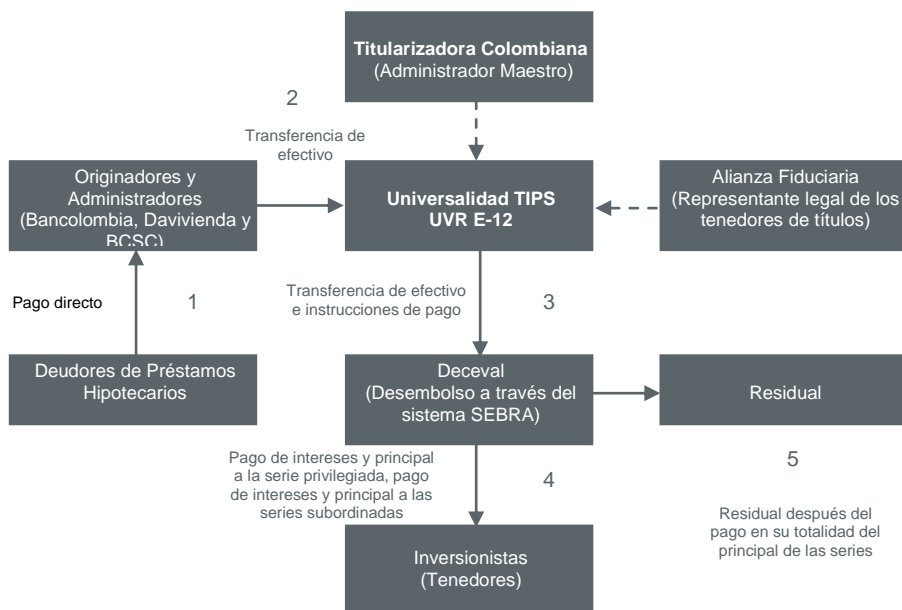 Titularizadora Colombiana
(Administrador Maestro)
2
Transferencia de
efectivo
Originadores y
Administradores
(Bancolombia, Davivienda y
BCSC)
Universalidad TIPS
UVR E-12
Alianza Fiduciaria
(Representante legal de los
tenedores de títulos)
Pago directo
1
Transferencia de efectivo
e instrucciones de pago
3
Deudores de Préstamos
Hipotecarios
Deceval
(Desembolso a través del
sistema SEBRA)
Residual
Pago de intereses y principal
a la serie privilegiada, pago
de intereses y principal a las
series subordinadas
4
5
Residual después del
pago en su totalidad del
principal de las series
Inversionistas
(Tenedores)